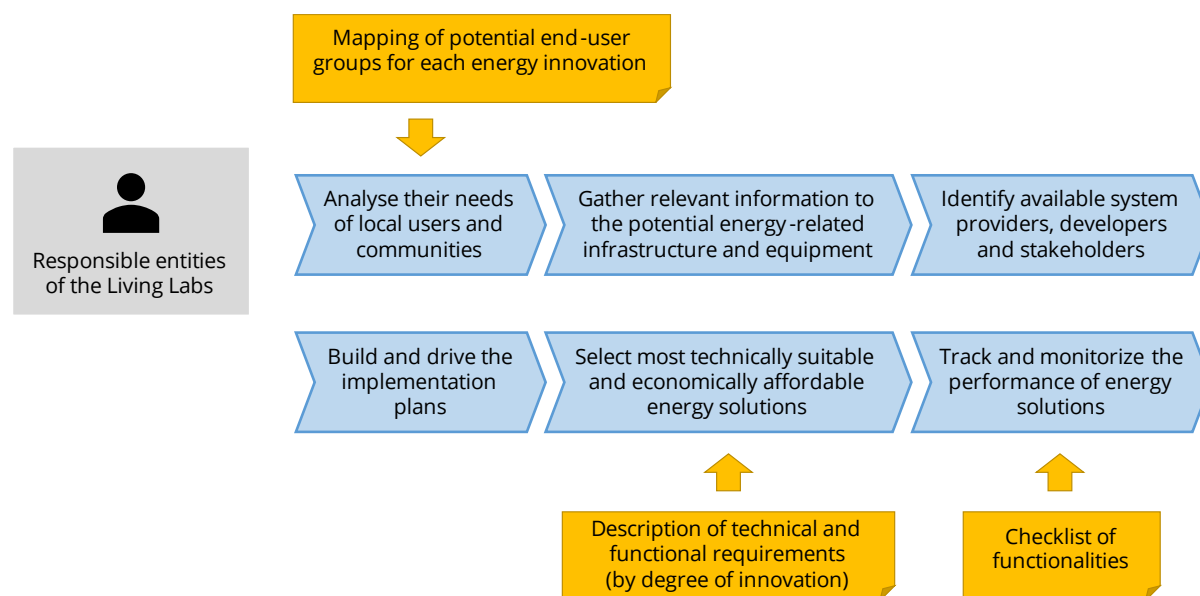 Mapping of potential end-user
groups for each energy innovation
Responsible entities
of the Living Labs
Analyse their needs
of local users and
communities
Gather relevant information to
the potential energy-related
infrastructure and equipment
Identify available system
providers, developers
and stakeholders
Build and drive the
implementation
plans
Select most technically suitable
and economically affordable
energy solutions
Track and monitorize the
performance of energy
solutions
Description of technical and
functional requirements
(by degree of innovation)
Checklist of
functionalities